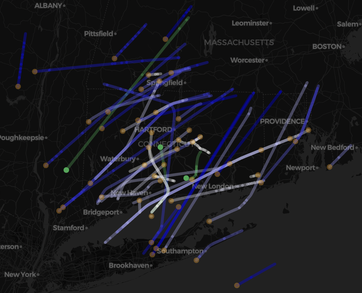 ALBANY
Lowell
Pittsfield
Leominster
Salem
MASSACHUSETTS
BOSTON
Worcester
Springfield
Poughkeepsie
HARTFORD
PROVIDENCE
CONNECT
New Bedford
Waterbury
Newport
New Haven
New London
Bridgeport
Stamford
Southampton
New York
Brookhaven